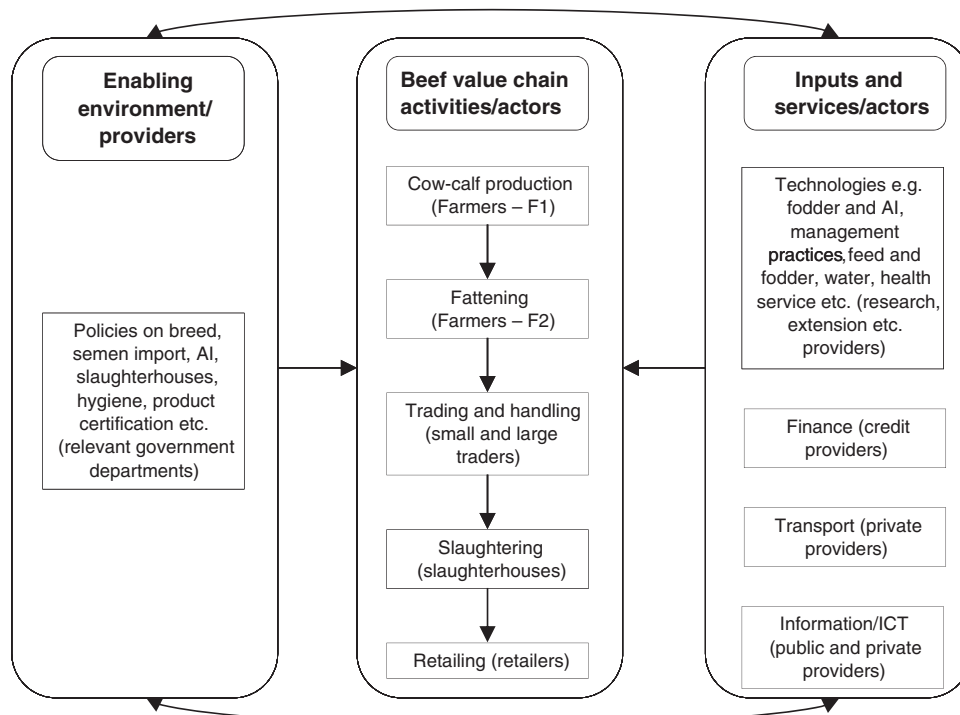 Enabling
environment/
providers
Policies on breed,
semen import, AI,
slaughterhouses,
hygiene, product
certification etc.
(relevant government
departments)
Beef value chain
activities/actors
Cow-calf production
(Farmers – F1)
Fattening
(Farmers – F2)
Trading and handling
(small and large
traders)
Slaughtering
(slaughterhouses)
Retailing (retailers)
Inputs and
services/actors
Technologies e.g.
fodder and AI,
management
practices, feed and
fodder, water, health
service etc. (research,
extension etc.
providers)
Finance (credit
providers)
Transport (private
providers)
Information/ICT
(public and private
providers)